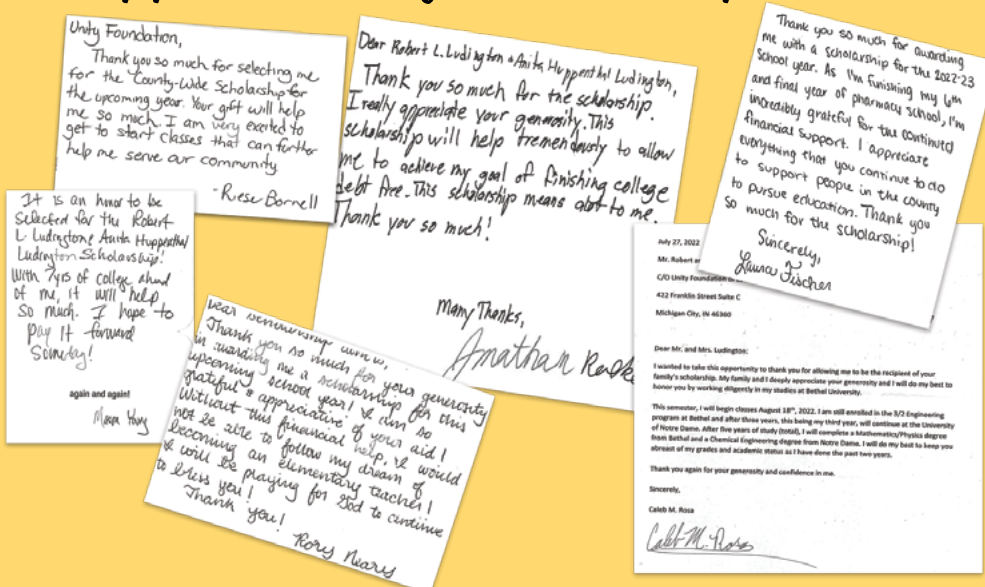 Unity Foundation,
Thank you so much for selecting me
for the County-Wide Scholarship for
the upcoming year. Your gift will help
me so much. I am very excited to
get to start classes that can further
help me serve our community.
-Riese Bornell
Dear Robert L. Ludington & Anita Huppenthal Ludington,
Thank you so much for the scholarship.
I really appreciate your generosity. This
scholarship will help tremendously to allow
me to achieve my goal of finishing college
debt free. This scholarship means alot to me.
Thank you so much!
Many Thanks,
Anathan
Thank you so much for awarding
me with a scholarship for the 2022-23
school year. As I'm finishing my 6th
and final year of pharmacy school, I'm
incredibly grateful for the continued
financial support. I appreciate
everything that you continue to do
to support people in the county
to pursue education. Thank you
so much for the scholarship!
Sincerely,
Laura Fischer
It is an honor to be
selected for the Robert
L. Ludington & Anita Huppenthal
Ludington Scholarship!
With 7yrs of college ahead
of me, it will help
so much. I hope to
pay it forward
someday!
again and again!
Young
Thank you so much for your generosity
in awarding me a scholarship for this
upcoming school year! I am so
grateful & appreciative of your aid!
Without this financial help, I would
not be able to follow my dream of
becoming an elementary teacher!
I will be praying for God to continue
to bless you!
Thank you!
Rory Neary
July 27, 2022
Mr. Robert
C/O Unity Foundation
422 Franklin Street Suite C
Michigan City, IN 46360
Dear Mr. and Mrs. Ludington:
I wanted to take this opportunity to thank you for allowing me to be the recipient of your
family's scholarship. My family and I deeply appreciate your generosity and I will do my best to
honor you by working diligently in my studies at Bethel University.
This semester, I will begin classes August 18th, 2022. I am still enrolled in the 3/2 Engineering
program at Bethel and after three years, this being my third year, will continue at the University
of Notre Dame. After five years of study (total), I will complete a Mathematics/Physics degree
from Bethel and a Chemical Engineering degree from Notre Dame. I will do my best to keep you
abreast of my grades and academic status as I have done the past two years.
Thank you again for your generosity and confidence in me.
Sincerely,
Caleb M. Rosa
Caleb M. Rosa